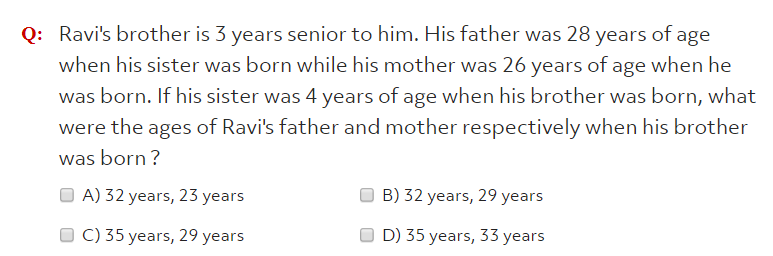 Q: Ravi's brother is 3 years senior to him. His father was 28 years of age
when his sister was born while his mother was 26 years of age when he
was born. If his sister was 4 years of age when his brother was born, what
were the ages of Ravi's father and mother respectively when his brother
was born ?
A) 32 years, 23 years B) 32 years, 29 years
C) 35 years, 29 years D) 35 years, 33 years